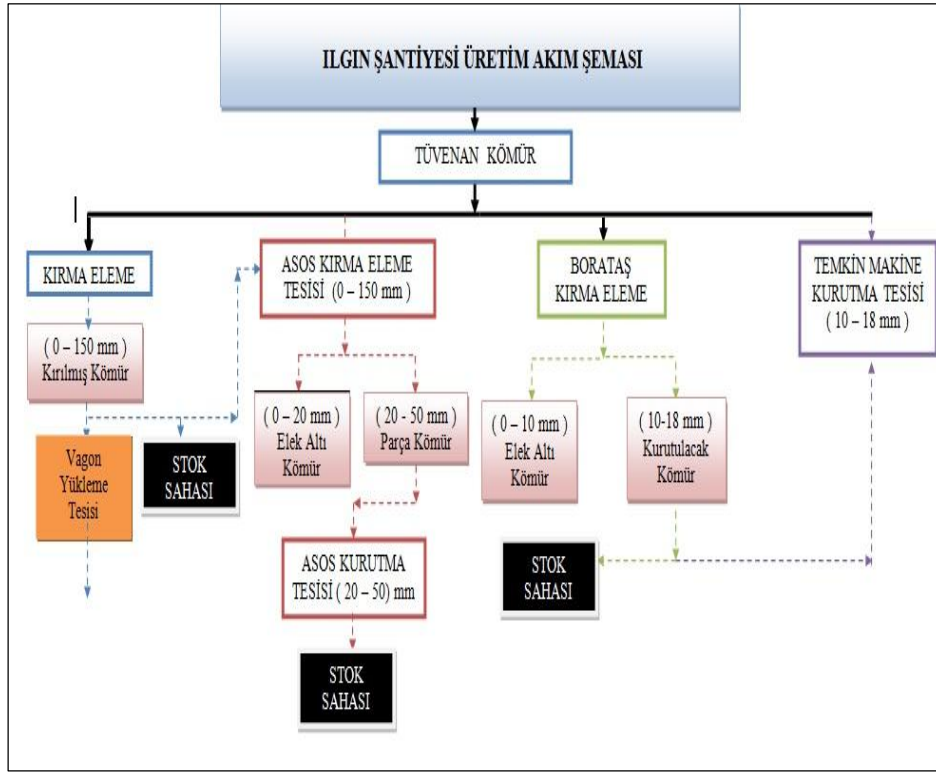 ILGIN ŞANTİYESİ ÜRETİM AKIM ŞEMASI
TÜVENAN KÖMÜR
KIRMA ELEME
ASOS KIRMA ELEME
TESİSİ (0 – 150 mm )
BORATAŞ
KIRMA ELEME
TEMKİN MAKİNE
KURUTMA TESİSİ
( 10 – 18 mm )
( 0 – 150 mm )
Kırılmış Kömür
( 0 – 20 mm )
Elek Altı
Kömür
(20 - 50 mm )
Parça Kömür
( 0 – 10 mm )
Elek Altı
Kömür
(10-18 mm )
Kurutulacak
Kömür
Vagon
Yükleme
Tesisi
STOK
SAHASI
ASOS KURUTMA
TESİSİ ( 20 – 50) mm
STOK
SAHASI
STOK
SAHASI